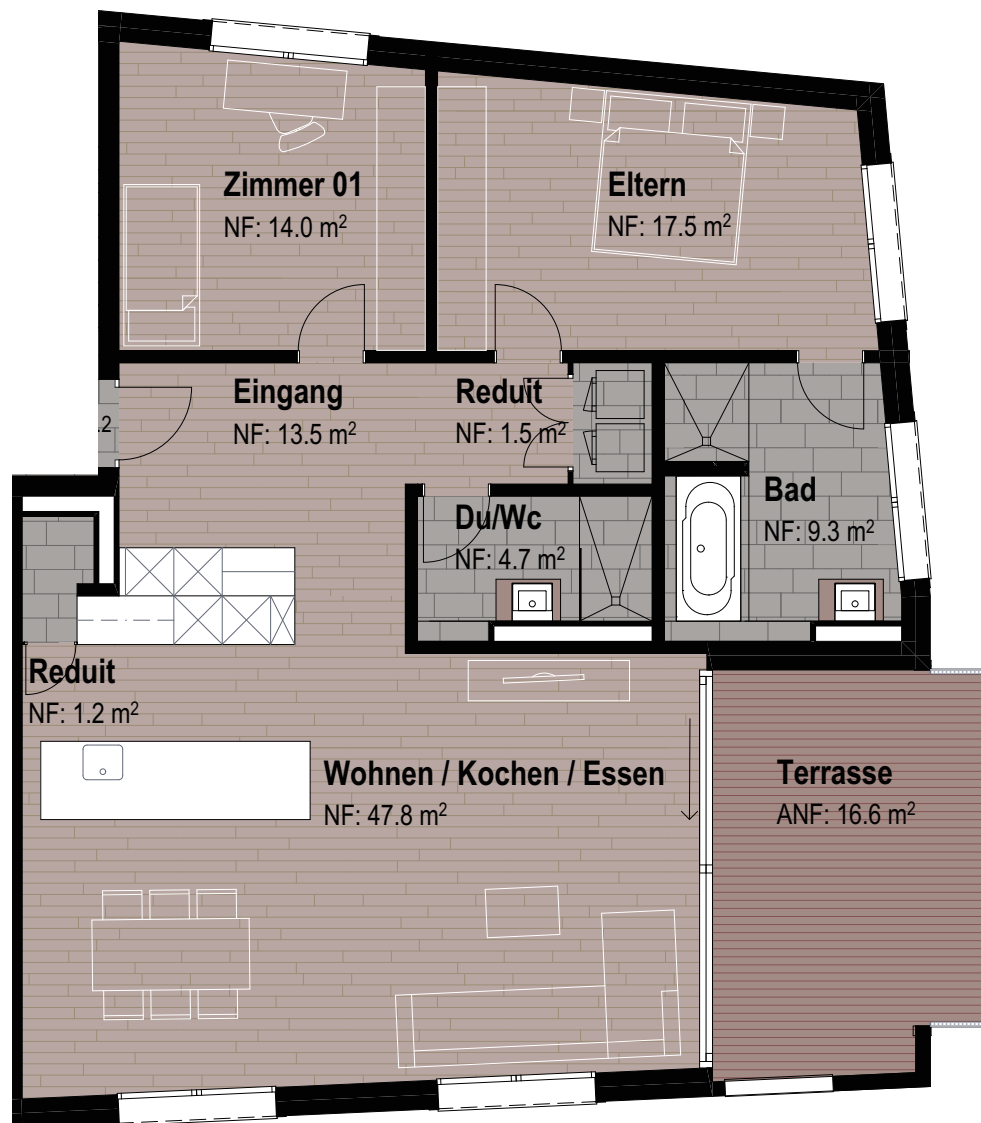 Zimmer 01
NF: 14.0 m²
Eltern
NF: 17.5 m²
Eingang
NF: 13.5 m²
Reduit
NF: 1.5 m²
.2
Du/Wc
NF: 4.7 m²
Bad
NF: 9.3 m²
Reduit
NF: 1.2 m²
Wohnen / Kochen / Essen
NF: 47.8 m²
Terrasse
ANF: 16.6 m²